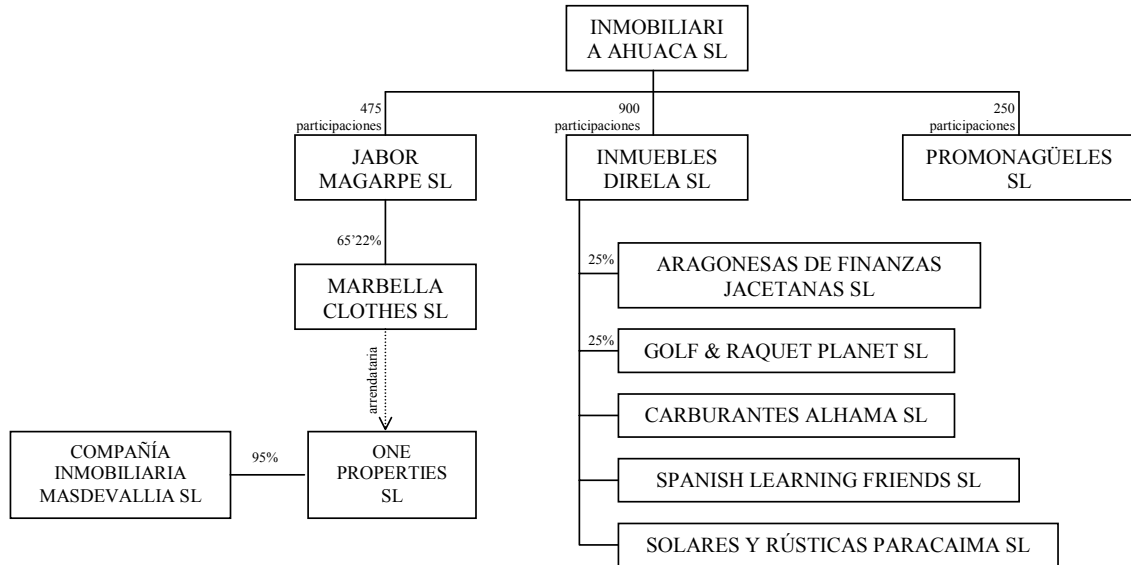 INMOBILIARI
A AHUACA SL
475
participaciones
900
participaciones
250
participaciones
JABOR
MAGARPE SL
INMUEBLES
DIRELA SL
PROMONAGÜELES
SL
65'22%
25%
ARAGONESAS DE FINANZAS
JACETANAS SL
MARBELLA
CLOTHES SL
25%
GOLF & RAQUET PLANET SL
arrendataria
CARBURANTES ALHAMA SL
COMPAÑÍA
INMOBILIARIA
MASDEVALLIA SL
95%
ONE
PROPERTIES
SL
SPANISH LEARNING FRIENDS SL
SOLARES Y RÚSTICAS PARACAIMA SL